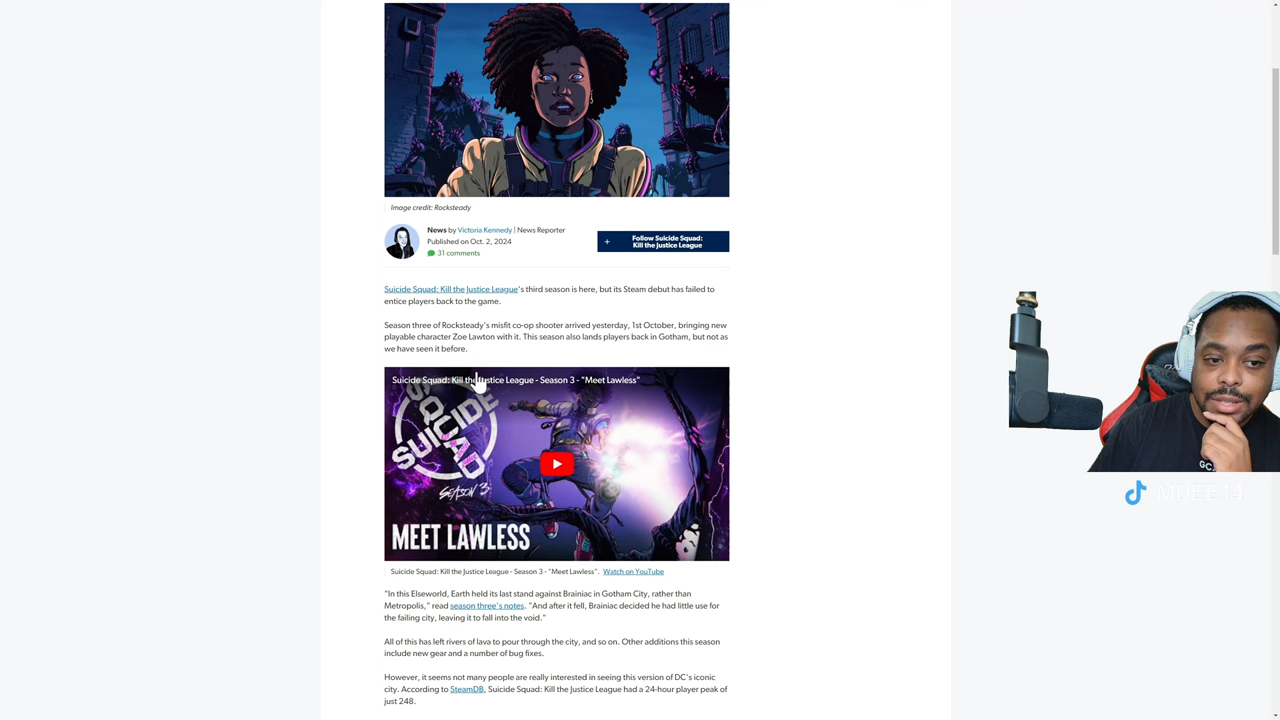 Image credit: Rocksteady
News by Victoria Kennedy | News Reporter
Published on Oct. 2, 2024
31 comments
+ Follow Suicide Squad:
Kill the Justice League
Suicide Squad: Kill the Justice League's third season is here, but its Steam debut has failed to
entice players back to the game.
Season three of Rocksteady's misfit co-op shooter arrived yesterday, 1st October, bringing new
playable character Zoe Lawton with it. This season also lands players back in Gotham, but not as
we have seen it before.
Suicide Squad: Kill the Justice League - Season 3 - "Meet Lawless"
SUICIDE
SQUAD
SEASON 3
MEET LAWLESS
Suicide Squad: Kill the Justice League - Season 3 - "Meet Lawless". Watch on YouTube
"In this Elseworld, Earth held its last stand against Brainiac in Gotham City, rather than
Metropolis," read season three's notes. "And after it fell, Brainiac decided he had little use for
the failing city, leaving it to fall into the void."
All of this has left rivers of lava to pour through the city, and so on. Other additions this season
include new gear and a number of bug fixes.
However, it seems not many people are really interested in seeing this version of DC's iconic
city. According to SteamDB, Suicide Squad: Kill the Justice League had a 24-hour player peak of
just 248.
MDEE14